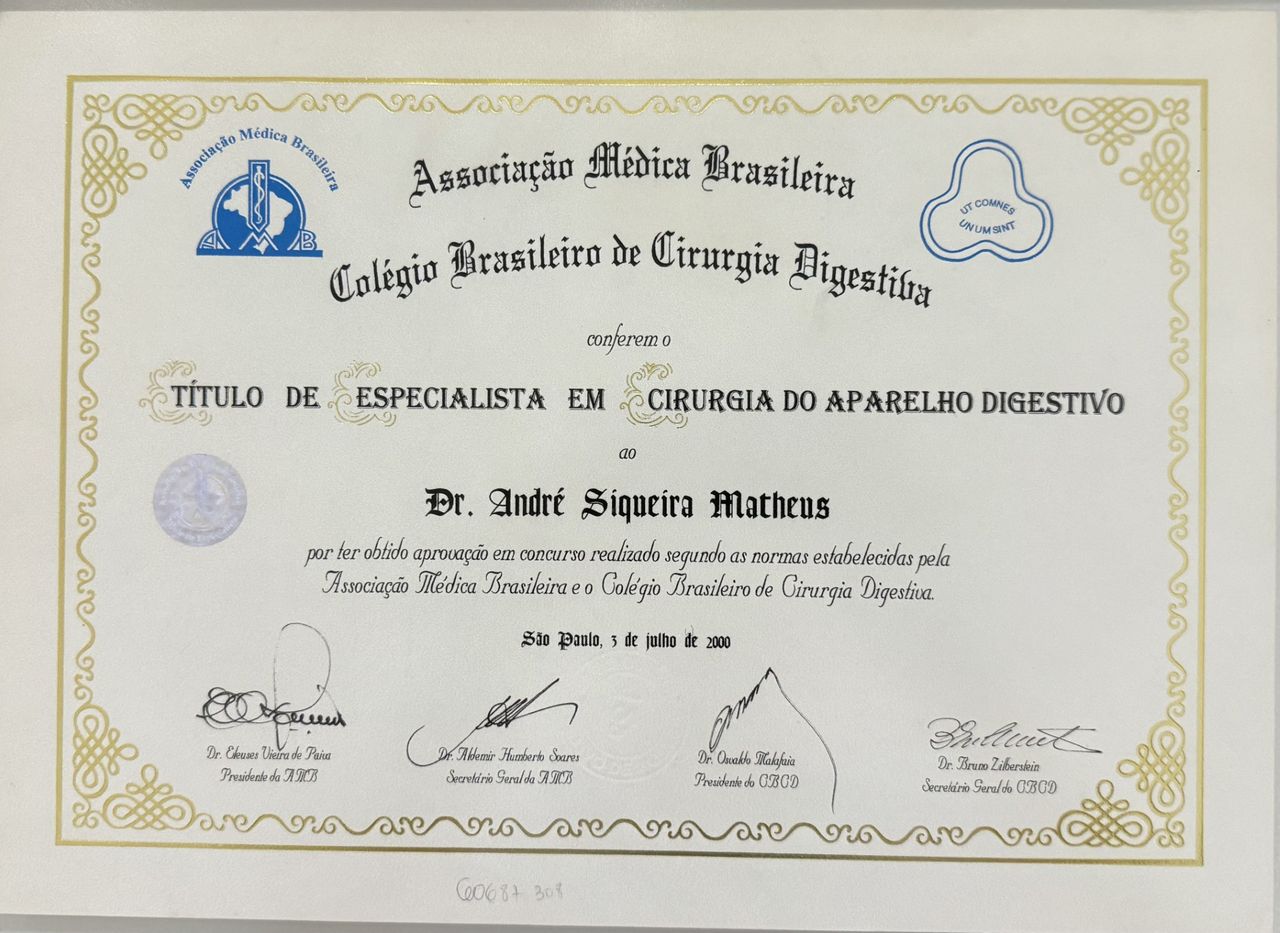 Associação Médica Brasileira
AMB
Associação Médica Brasileira
UT COMNES
UNUM SINT
Colégio Brasileiro de Cirurgia Digestiva
conferem o
TÍTULO DE ESPECIALISTA EM CIRURGIA DO APARELHO DIGESTIVO
ao
Dr. André Siqueira Matheus
por ter obtido aprovação em concurso realizado segundo as normas estabelecidas pela
Associação Médica Brasileira e o Colégio Brasileiro de Cirurgia Digestiva.
São Paulo, 3 de julho de 2000
Dr. Eleuses Vieira de Paiva
Presidente da AMB
Dr. Aldemir Humberto Soares
Secretário Geral da AMB
Dr. Osvaldo Malafaia
Presidente do CBCD
Dr. Bruno Zilberstein
Secretário Geral do CBCD
60687 308